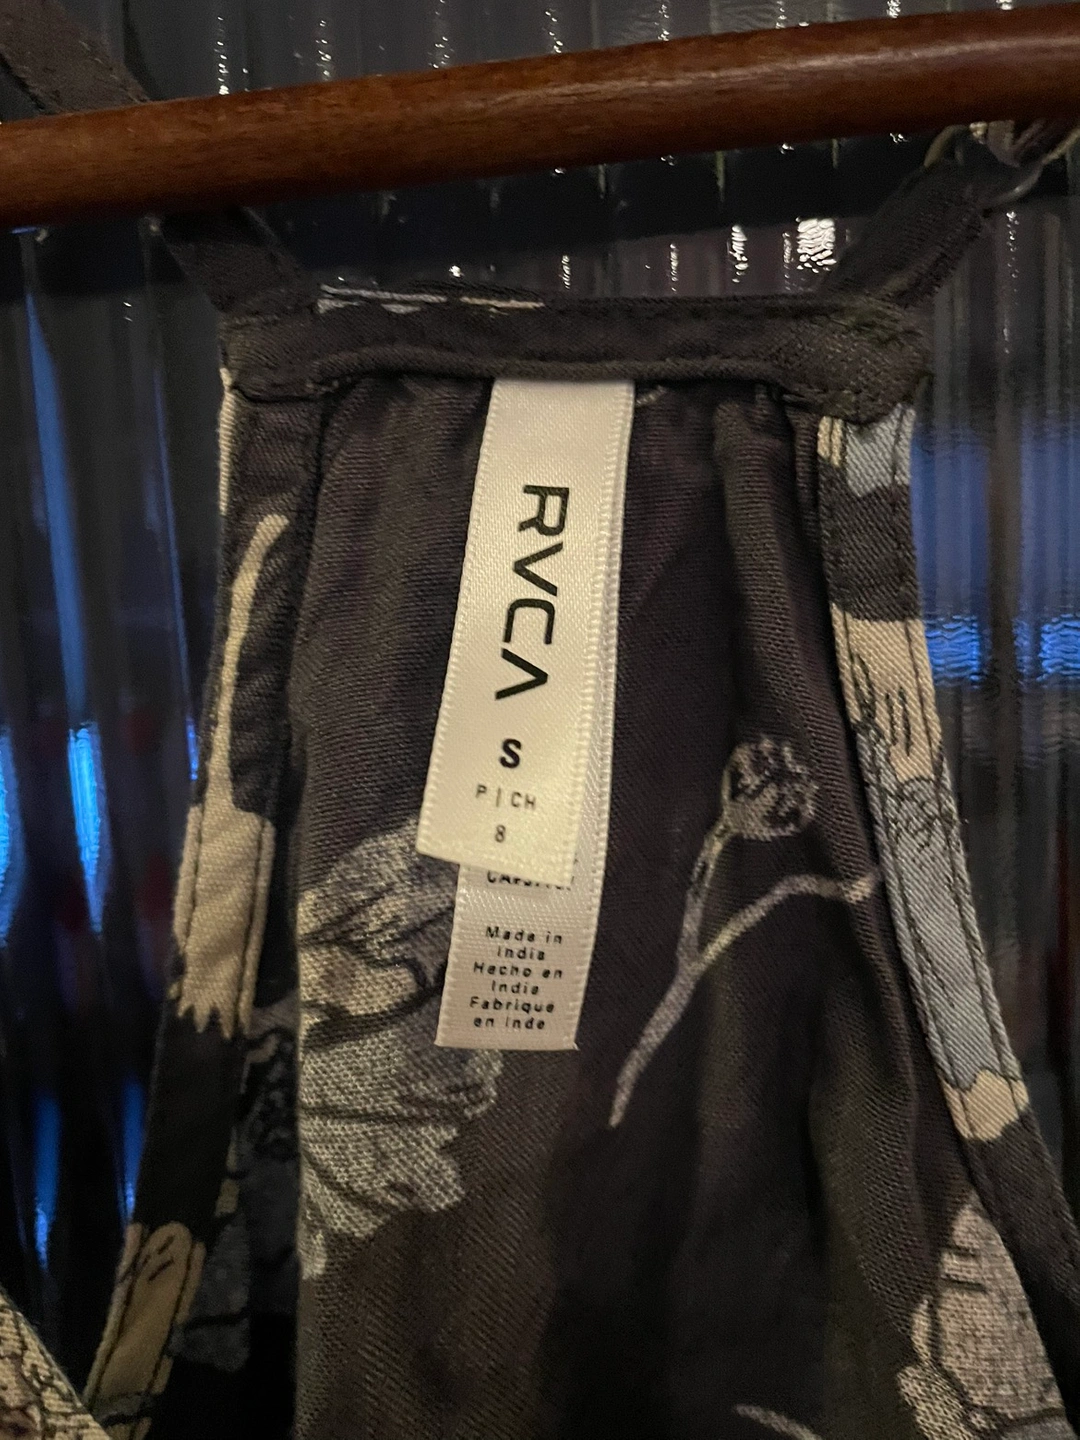 RVCA
S
P | CH
8
Made in
India
Hecho en
India
Fabrique
en Inde